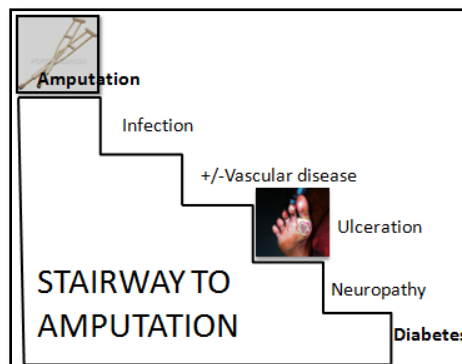 Amputation
Infection
+/-Vascular disease
Ulceration
Neuropathy
STAIRWAY TO
AMPUTATION
Diabetes